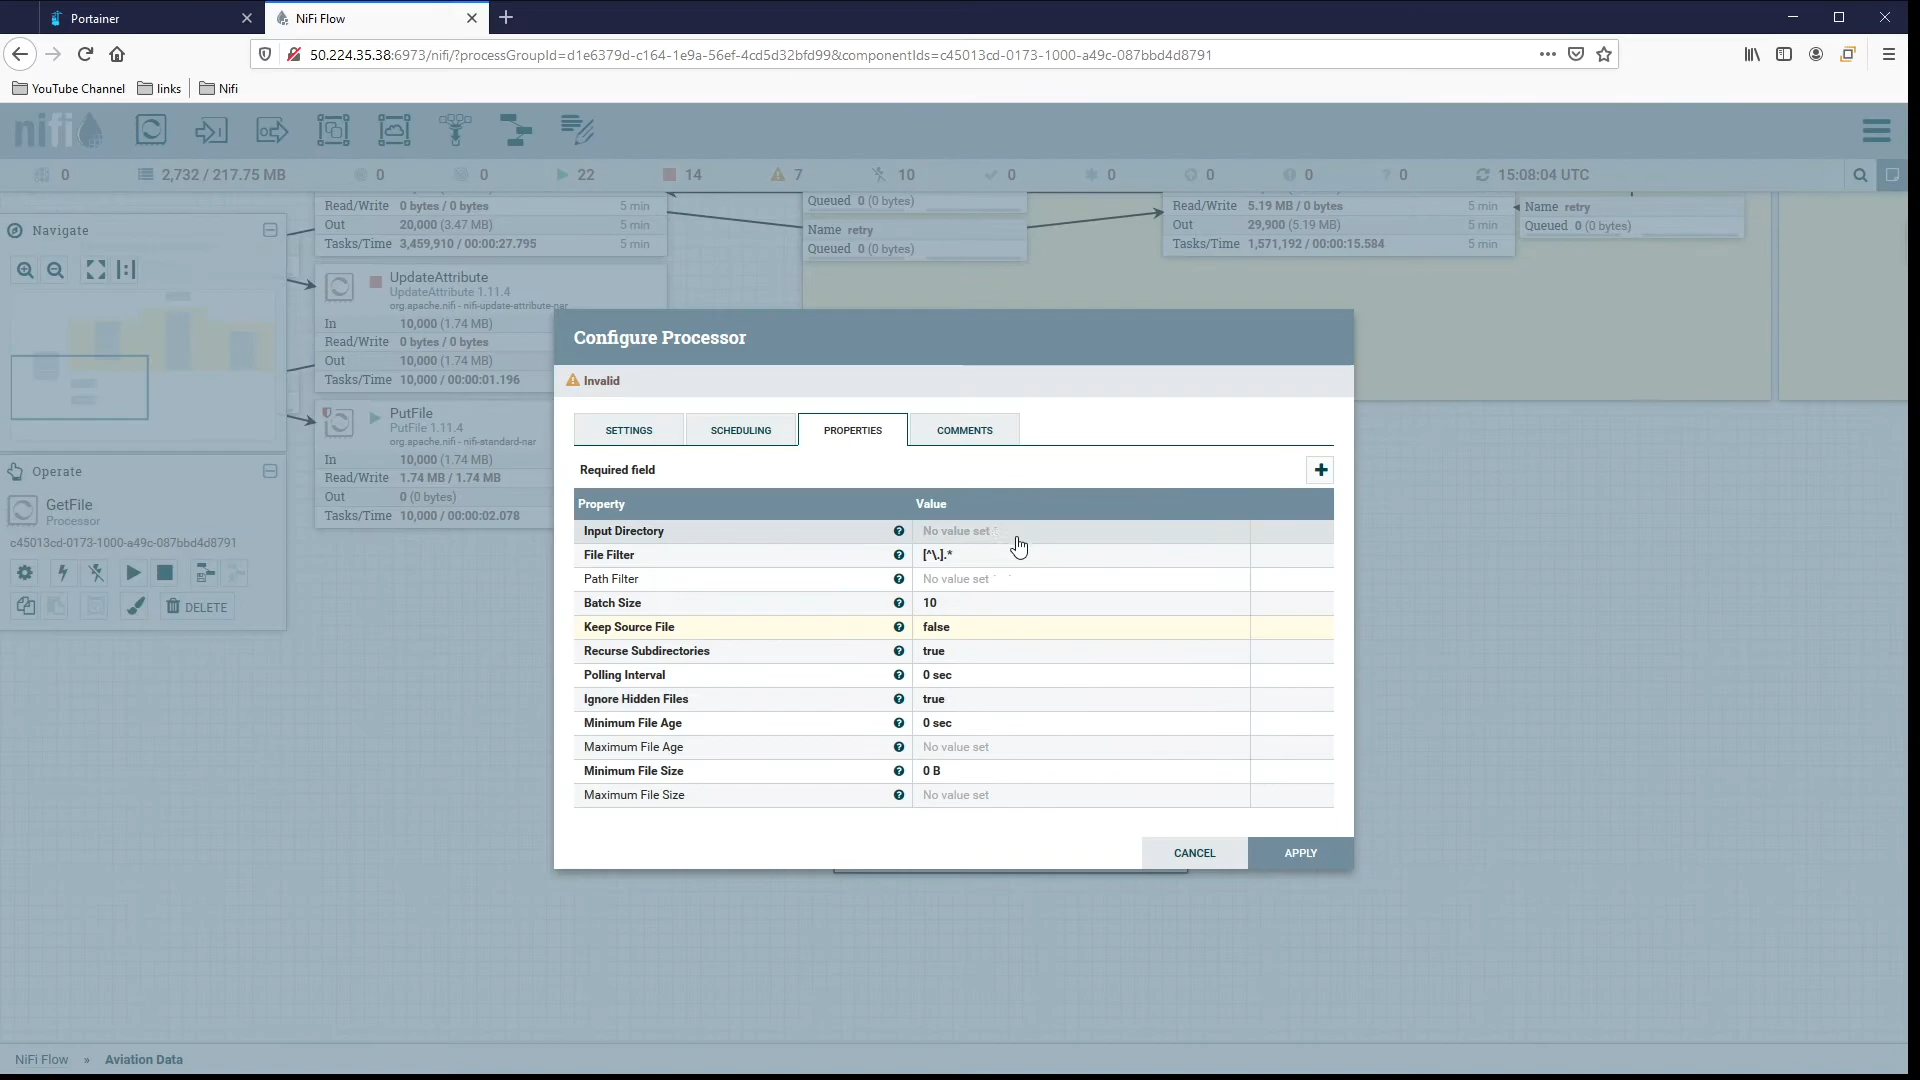 Portainer
NiFi Flow
50.224.35.38:6973/nifi/?processGroupId=d1e6379d-c164-1e9a-56ef-4cd5d32bfd99&componentIds=c45013cd-0173-1000-a49c-087bbd4d8791
YouTube Channel links Nifi
nifi
0 2,732 / 217.75 MB 0 0 22 14 7 10 0 0 0 0 0 15:08:04 UTC
Navigate
Read/Write 0 bytes / 0 bytes 5 min
Out 20,000 (3.47 MB) 5 min
Tasks/Time 3,459,910 / 00:00:27.795 5 min
Queued 0 (0 bytes)
Name retry
Queued 0 (0 bytes)
Read/Write 5.19 MB / 0 bytes 5 min
Out 29,900 (5.19 MB) 5 min
Tasks/Time 1,571,192 / 00:00:15.584 5 min
Name retry
Queued 0 (0 bytes)
UpdateAttribute
UpdateAttribute 1.11.4
org.apache.nifi - nifi-update-attribute-nar
In 10,000 (1.74 MB)
Read/Write 0 bytes / 0 bytes
Out 10,000 (1.74 MB)
Tasks/Time 10,000 / 00:00:01.196
PutFile
PutFile 1.11.4
org.apache.nifi - nifi-standard-nar
In 10,000 (1.74 MB)
Read/Write 1.74 MB / 1.74 MB
Out 0 (0 bytes)
Tasks/Time 10,000 / 00:00:02.078
Operate
GetFile
Processor
c45013cd-0173-1000-a49c-087bbd4d8791
DELETE
Configure Processor
Invalid
SETTINGS SCHEDULING PROPERTIES COMMENTS
Required field
Property Value
Input Directory No value set
File Filter [^\.].*
Path Filter No value set
Batch Size 10
Keep Source File false
Recurse Subdirectories true
Polling Interval 0 sec
Ignore Hidden Files true
Minimum File Age 0 sec
Maximum File Age No value set
Minimum File Size 0 B
Maximum File Size No value set
CANCEL APPLY
NiFi Flow » Aviation Data